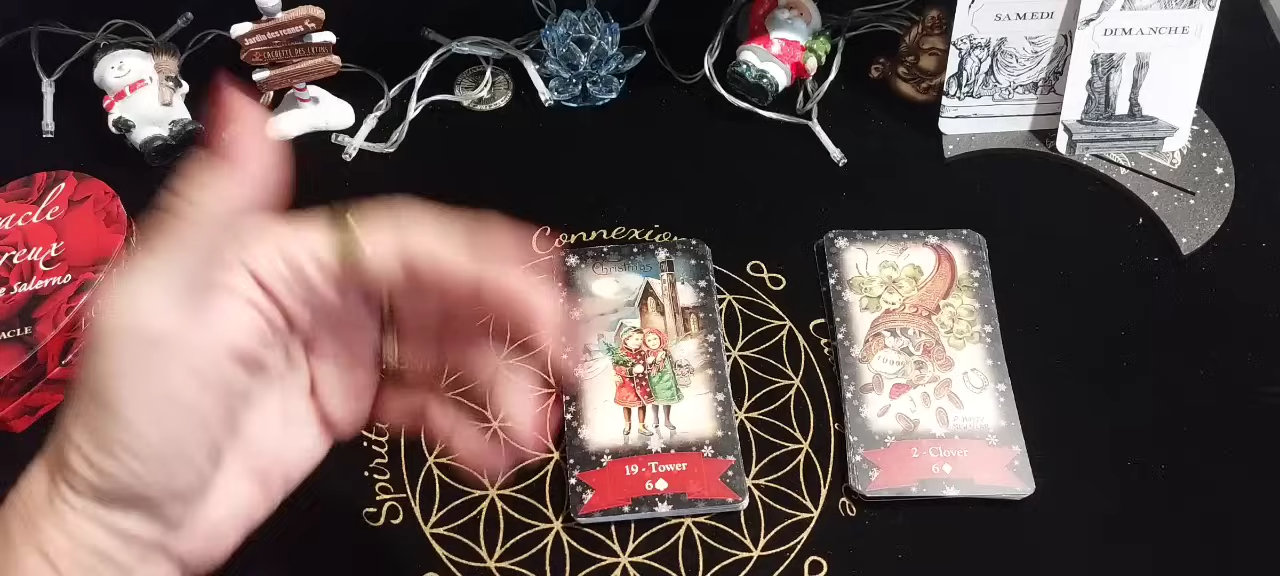 Jardin des rennes
CACHETTE DES LUTINS
SAMEDI
DIMANCHE
acle
reux
e Salerno
ACLE
Connexion
Christmas
19 - Tower
6♠
2 - Clover
6♦
Spirit